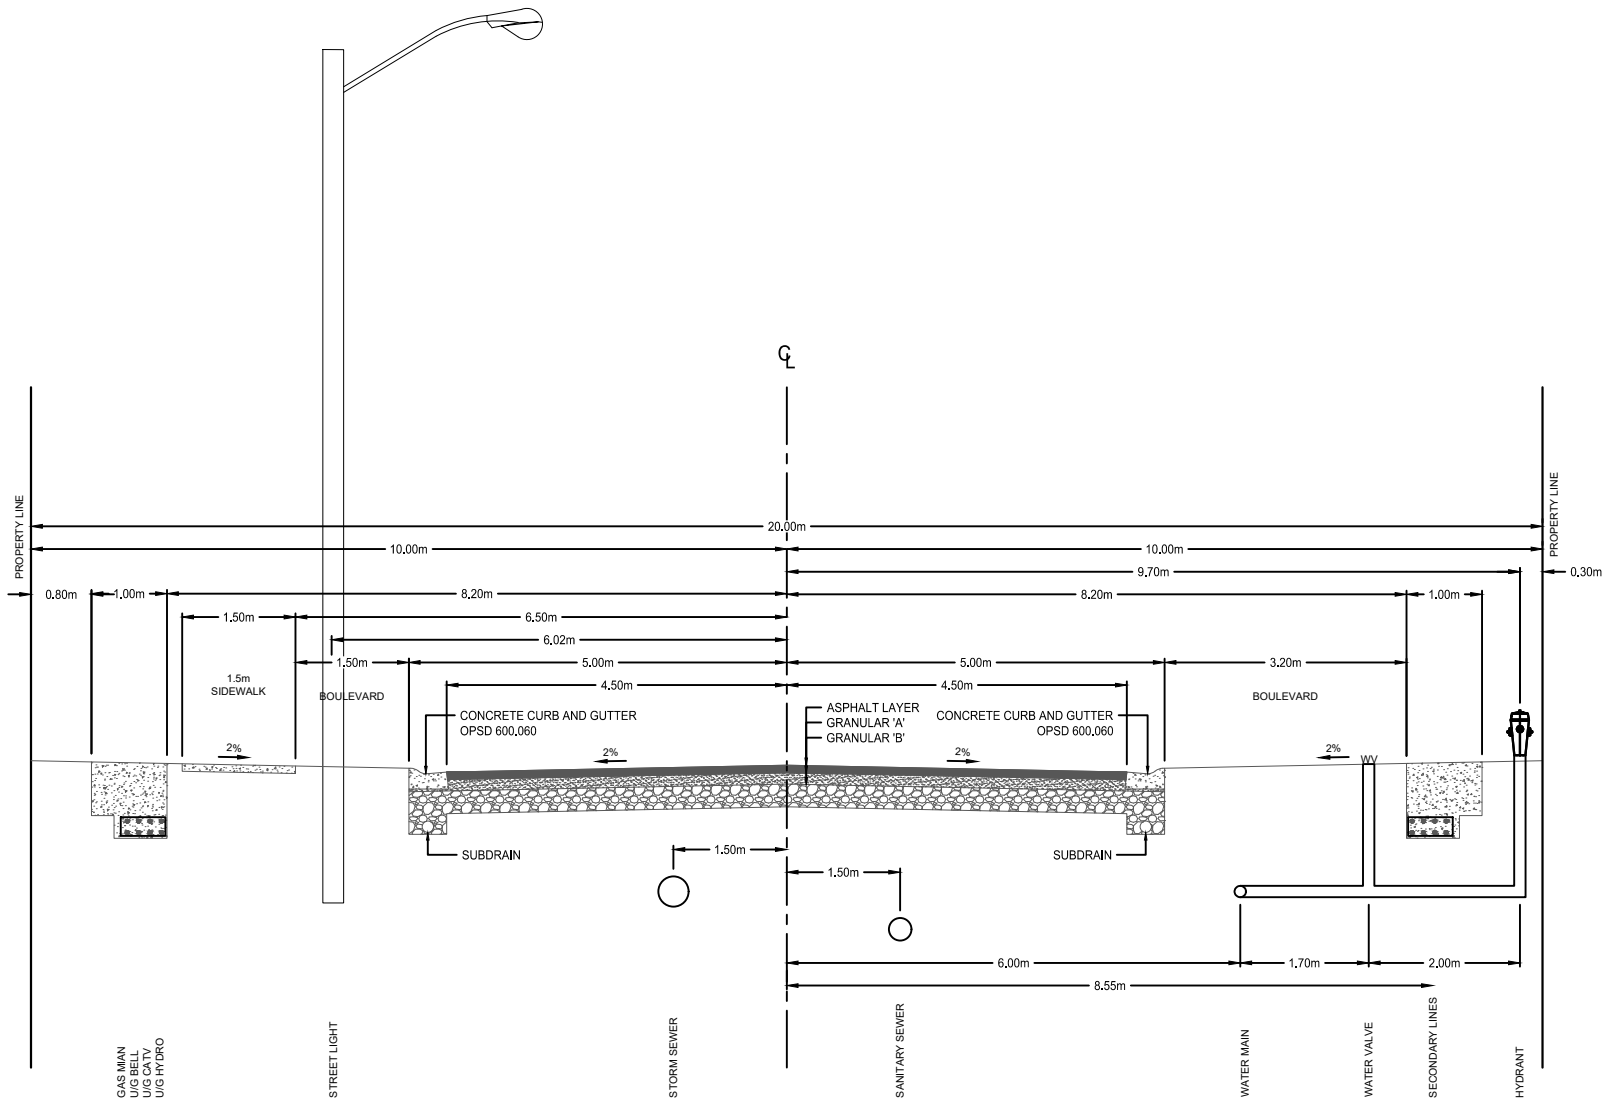 CL
PROPERTY LINE
PROPERTY LINE
20.00m
10.00m
10.00m
9.70m
0.30m
0.80m
1.00m
8.20m
8.20m
1.00m
1.50m
6.50m
6.02m
1.50m
5.00m
5.00m
3.20m
4.50m
4.50m
1.5m
SIDEWALK
BOULEVARD
BOULEVARD
CONCRETE CURB AND GUTTER
OPSD 600.060
ASPHALT LAYER
GRANULAR 'A'
GRANULAR 'B'
CONCRETE CURB AND GUTTER
OPSD 600.060
2%
2%
2%
2%
WV
SUBDRAIN
SUBDRAIN
1.50m
1.50m
6.00m
1.70m
2.00m
8.55m
GAS MAN
U/G BELL
U/G CATV
U/G HYDRO
STREET LIGHT
STORM SEWER
SANITARY SEWER
WATER MAIN
WATER VALVE
SECONDARY LINES
HYDRANT